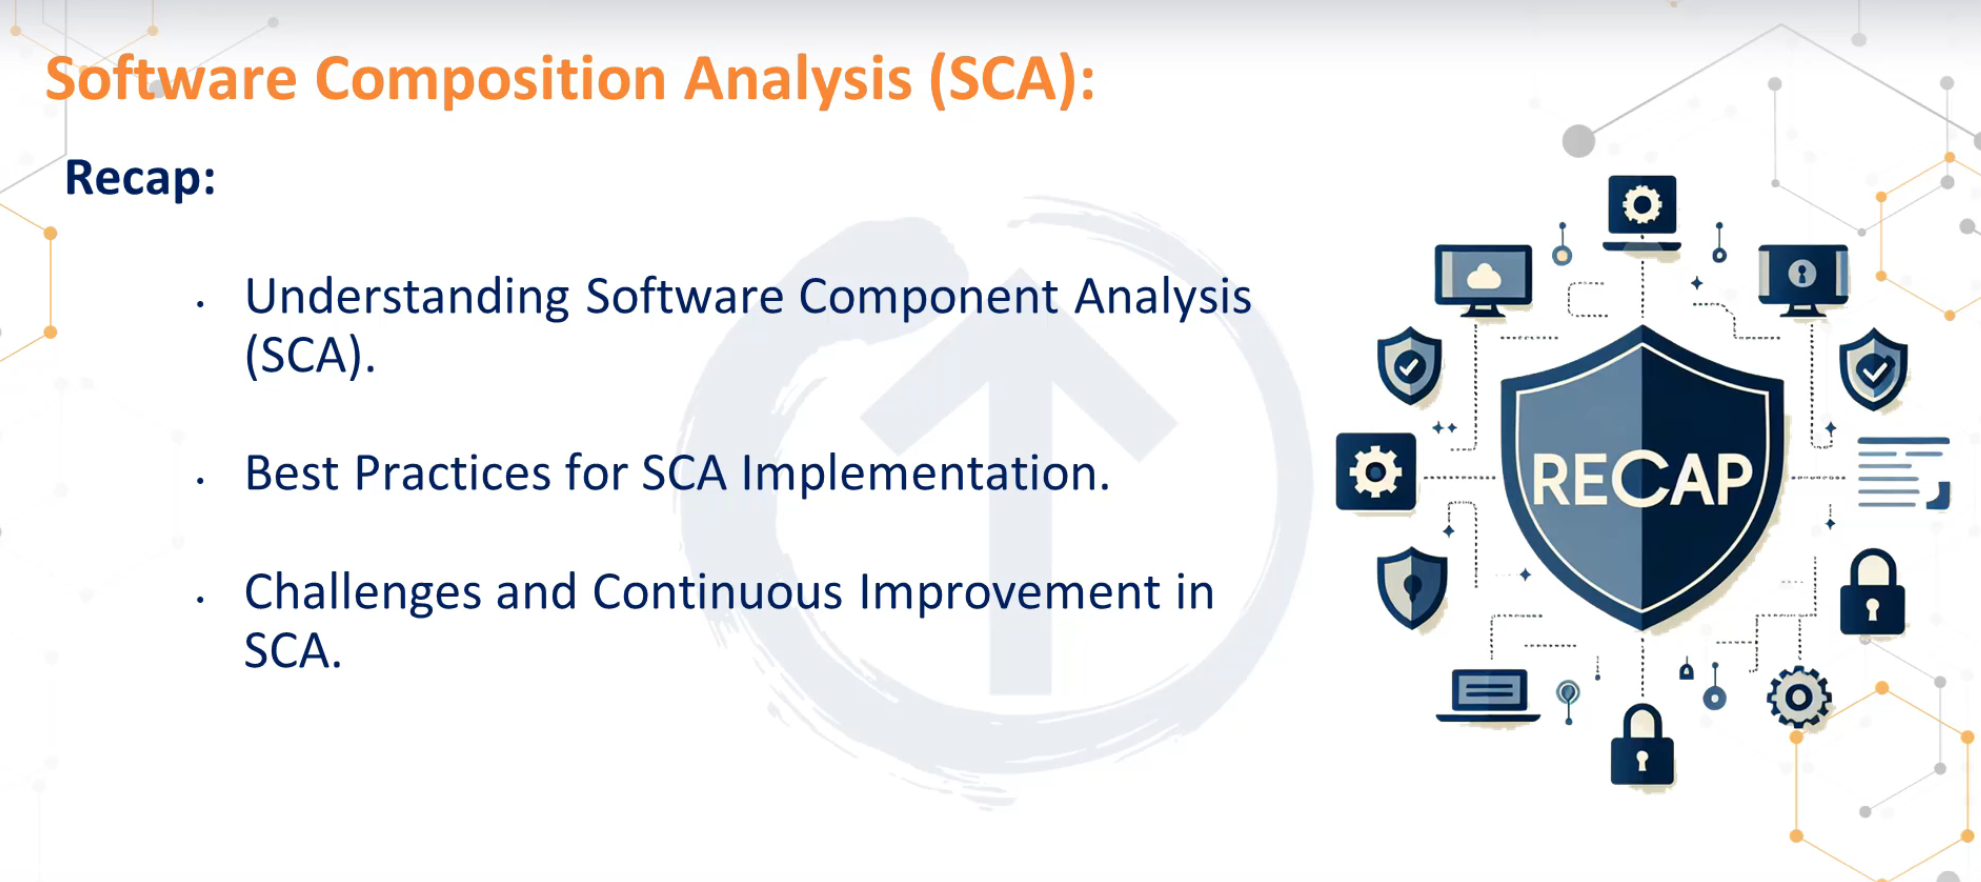 Software Composition Analysis (SCA):
Recap:
· Understanding Software Component Analysis
(SCA).
· Best Practices for SCA Implementation.
· Challenges and Continuous Improvement in
SCA.
RECAP